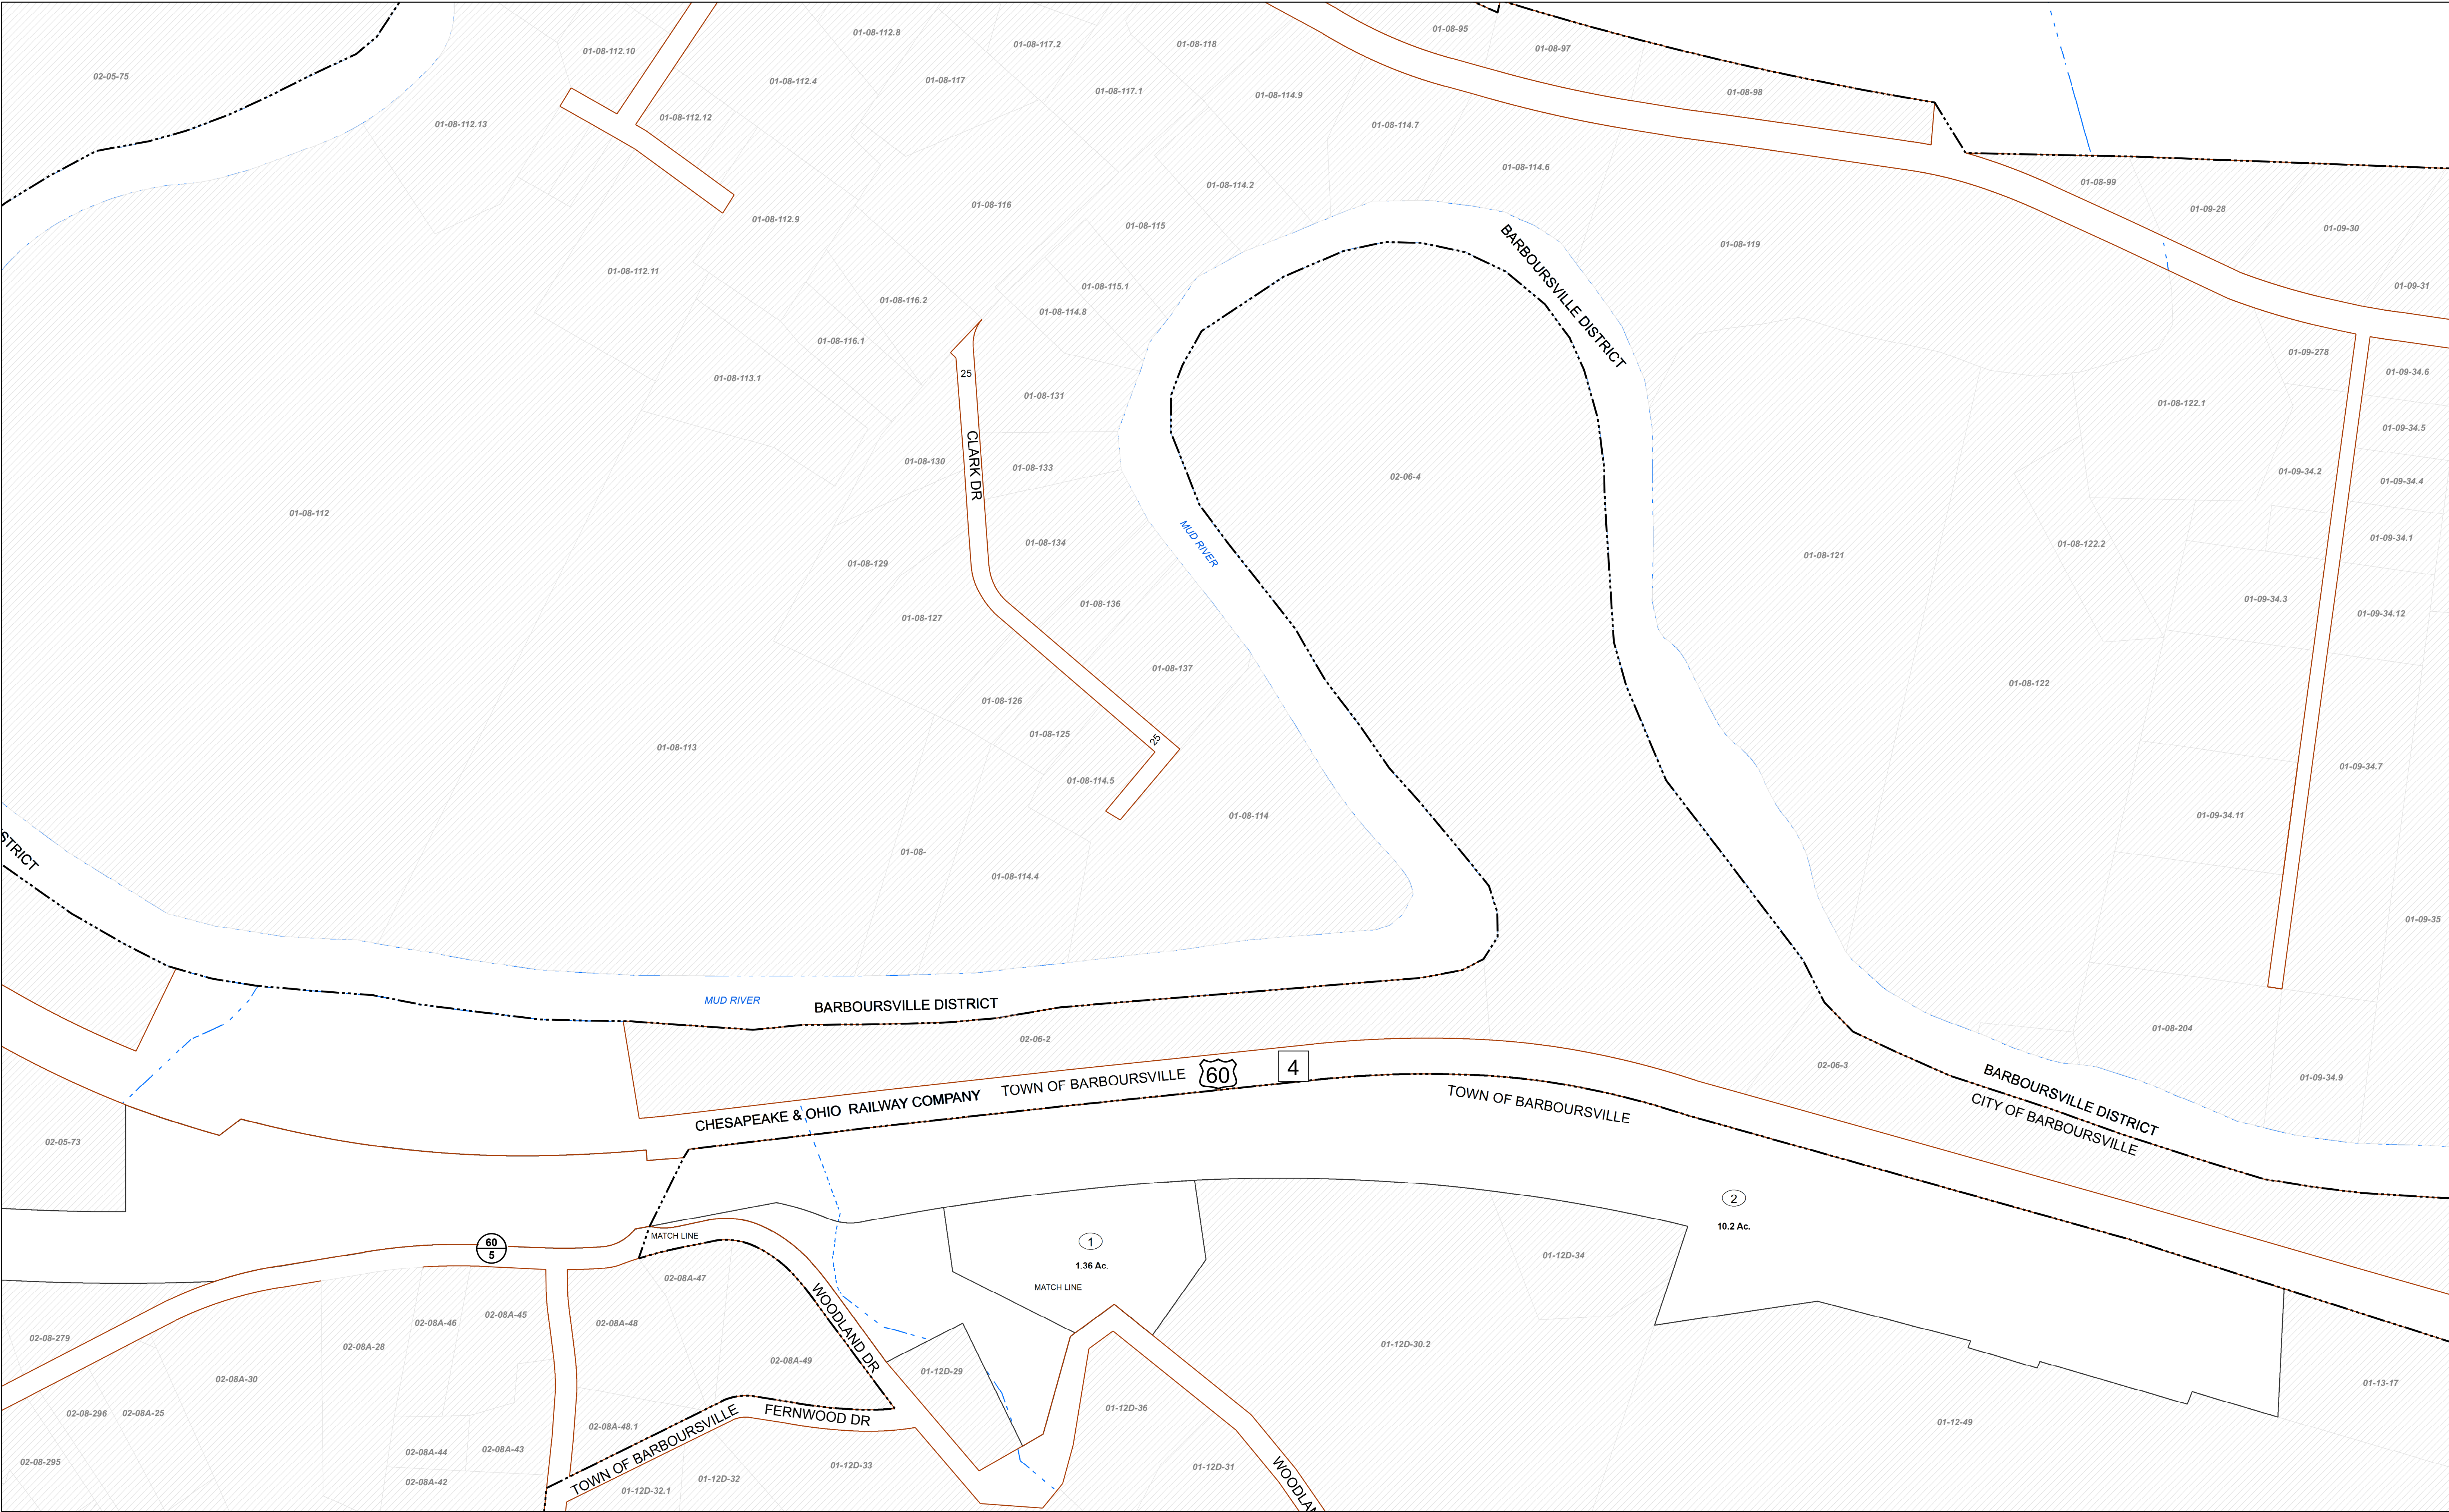 01-08-95
01-08-112.8
01-08-117.2
01-08-118
01-08-97
01-08-112.10
02-05-75
01-08-117
01-08-112.4
01-08-117.1
01-08-98
01-08-114.9
01-08-112.12
01-08-112.13
01-08-114.7
01-08-114.6
01-08-99
01-08-114.2
01-08-116
01-09-28
01-08-112.9
01-08-115
01-09-30
BARBOURSVILLE DISTRICT
01-08-119
01-08-112.11
01-08-115.1
01-09-31
01-08-116.2
01-08-114.8
01-08-116.1
01-09-278
25
01-09-34.6
01-08-113.1
01-08-131
01-08-122.1
01-09-34.5
CLARK DR
01-08-130
01-08-133
01-09-34.2
02-06-4
01-09-34.4
01-08-112
01-09-34.1
MUD RIVER
01-08-134
01-08-122.2
01-08-121
01-08-129
01-09-34.3
01-08-136
01-09-34.12
01-08-127
01-08-137
01-08-122
01-08-126
01-08-125
25
01-08-113
01-09-34.7
01-08-114.5
01-08-114
01-09-34.11
STRICT
01-08-
01-08-114.4
01-09-35
MUD RIVER
BARBOURSVILLE DISTRICT
01-08-204
02-06-2
02-06-3
60
4
01-09-34.9
TOWN OF BARBOURSVILLE
CHESAPEAKE & OHIO RAILWAY COMPANY
TOWN OF BARBOURSVILLE
BARBOURSVILLE DISTRICT
CITY OF BARBOURSVILLE
02-05-73
2
10.2 Ac.
60
5
MATCH LINE
1
1.36 Ac.
01-12D-34
02-08A-47
MATCH LINE
WOODLAND DR
02-08A-45
02-08A-46
02-08A-48
02-08-279
02-08A-28
01-12D-30.2
02-08A-49
01-12D-29
02-08A-30
01-13-17
02-08-296
02-08A-25
01-12D-36
FERNWOOD DR
01-12-49
02-08A-48.1
TOWN OF BARBOURSVILLE
02-08A-44
02-08A-43
02-08-295
01-12D-33
01-12D-31
02-08A-42
01-12D-32
01-12D-32.1
WOODLAN